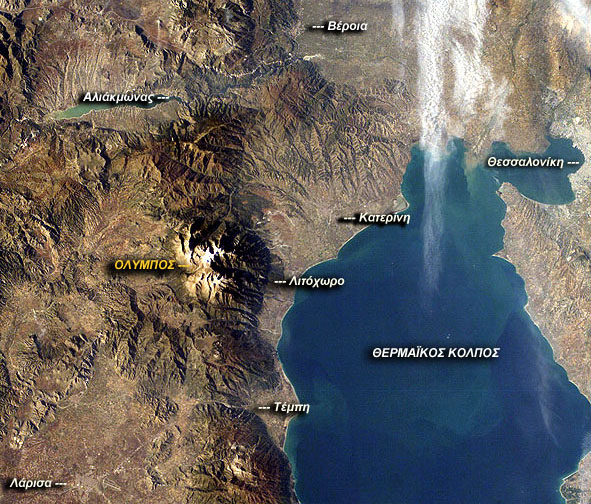 --- Βέροια
Αλιάκμωνας ---
Θεσσαλονίκη ---
--- Κατερίνη
ΟΛΥΜΠΟΣ ---
--- Λιτόχωρο
ΘΕΡΜΑΪΚΟΣ ΚΟΛΠΟΣ
--- Τέμπη
Λάρισα ---